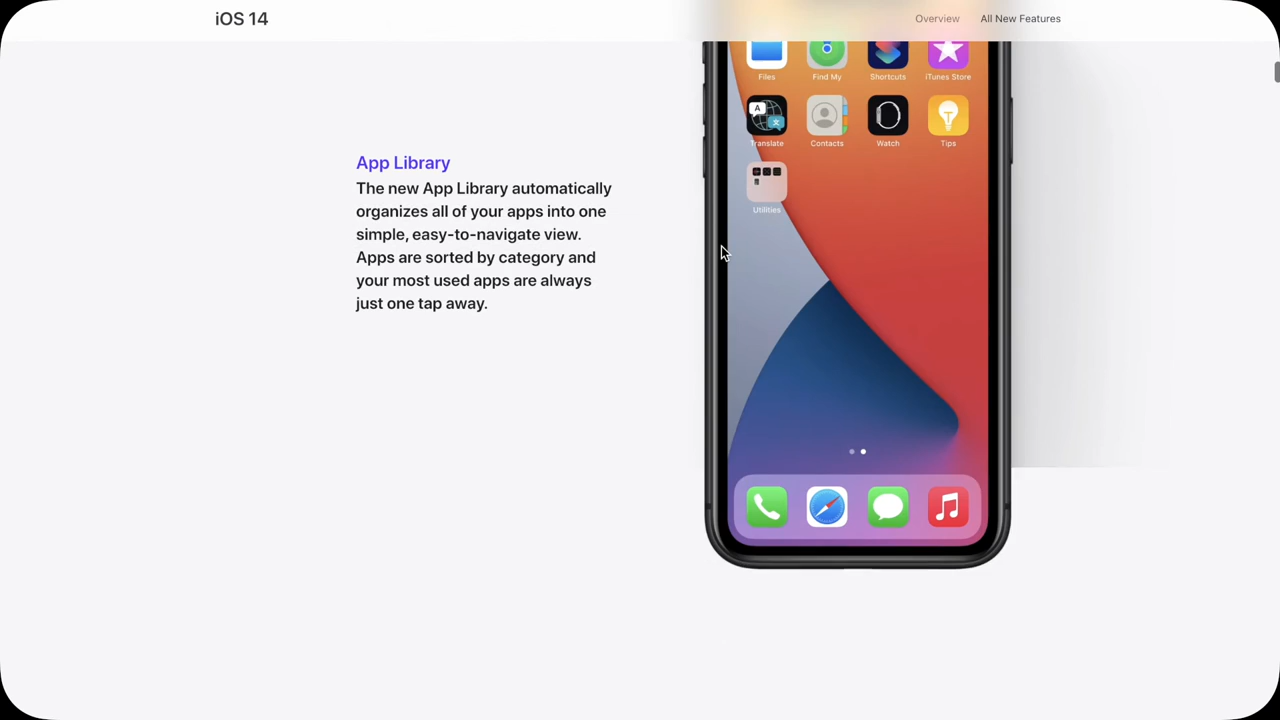 iOS 14
Overview
All New Features
Files
Find My
Shortcuts
iTunes Store
Translate
Contacts
Watch
Tips
Utilities
App Library
The new App Library automatically
organizes all of your apps into one
simple, easy-to-navigate view.
Apps are sorted by category and
your most used apps are always
just one tap away.